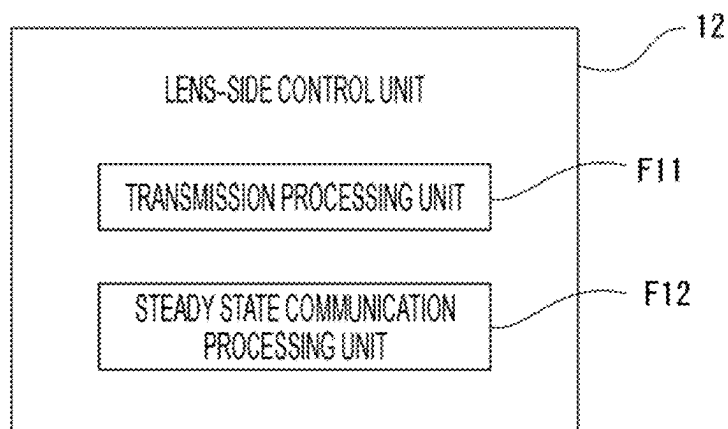 12
LENS-SIDE CONTROL UNIT
TRANSMISSION PROCESSING UNIT
F11
STEADY STATE COMMUNICATION
PROCESSING UNIT
F12